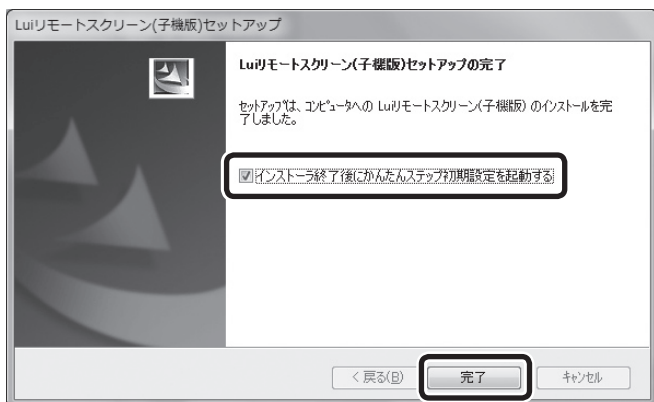 Luiリモートスクリーン(子機版)セットアップ
Luiリモートスクリーン(子機版)セットアップの完了
セットアップは、コンピュータへの Luiリモートスクリーン(子機版) のインストールを完
了しました。
インストーラ終了後にかんたんステップ初期設定を起動する
< 戻る(B)
完了
キャンセル